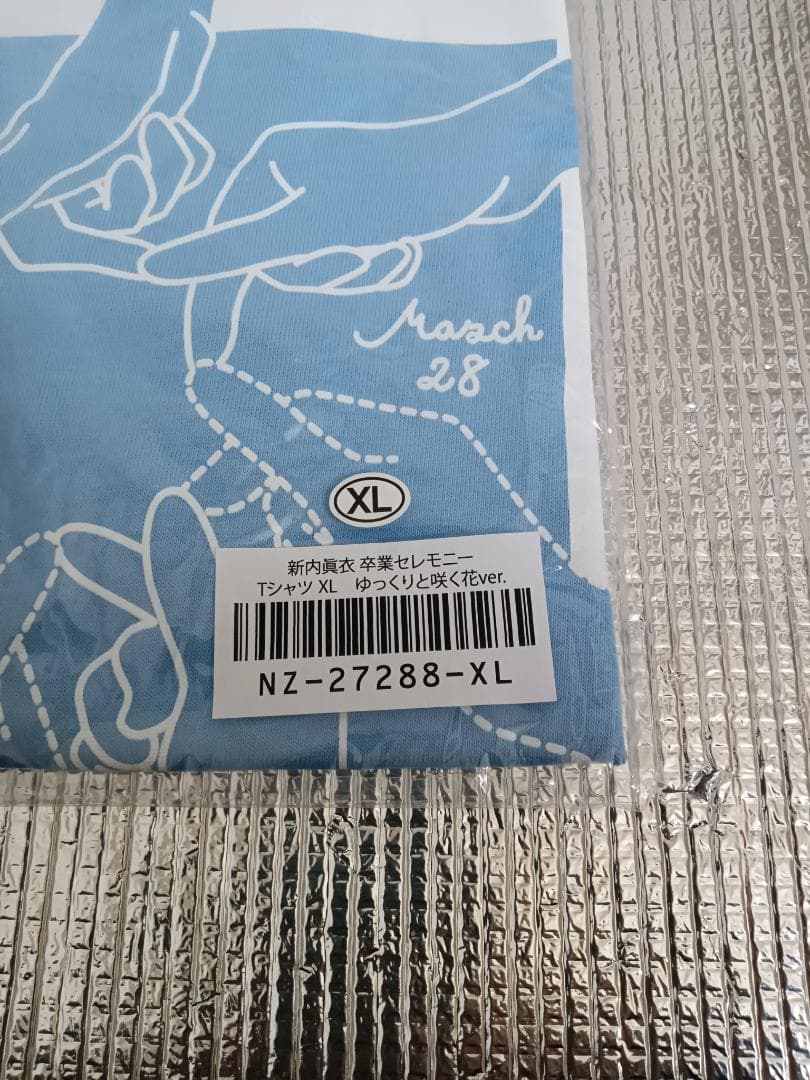 March
28
XL
新内眞衣 卒業セレモニー
Tシャツ XL ゆっくりと咲く花ver.
NZ-27288-XL